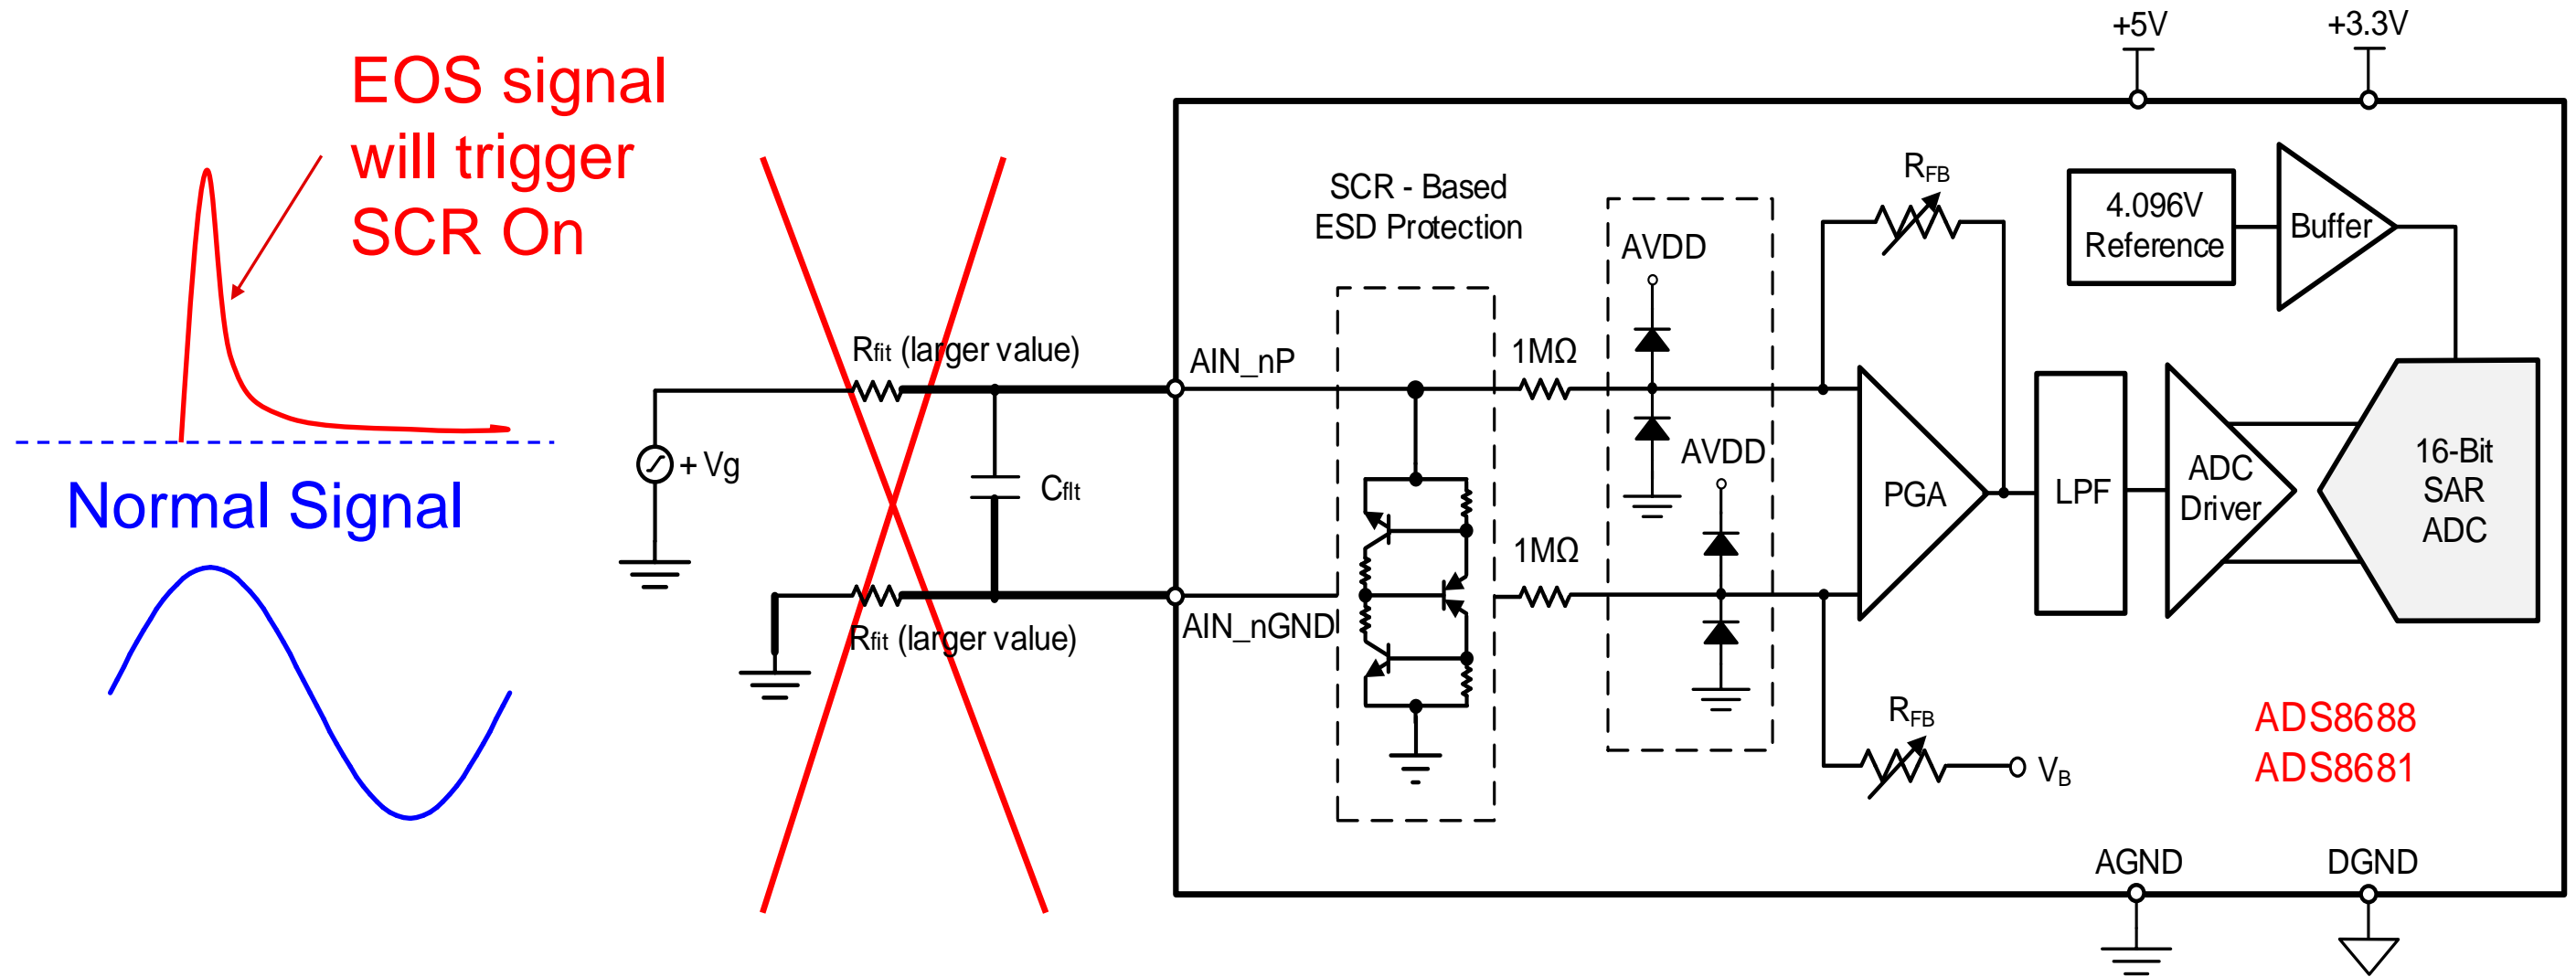 EOS signal
will trigger
SCR On
Normal Signal
+ Vg
Rfit (larger value)
Cflt
Rfit (larger value)
AIN_nP
AIN_nGND
SCR - Based
ESD Protection
1MΩ
1MΩ
AVDD
AVDD
RFB
RFB
VB
PGA
LPF
ADC
Driver
4.096V
Reference
Buffer
16-Bit
SAR
ADC
+5V
+3.3V
ADS8688
ADS8681
AGND
DGND